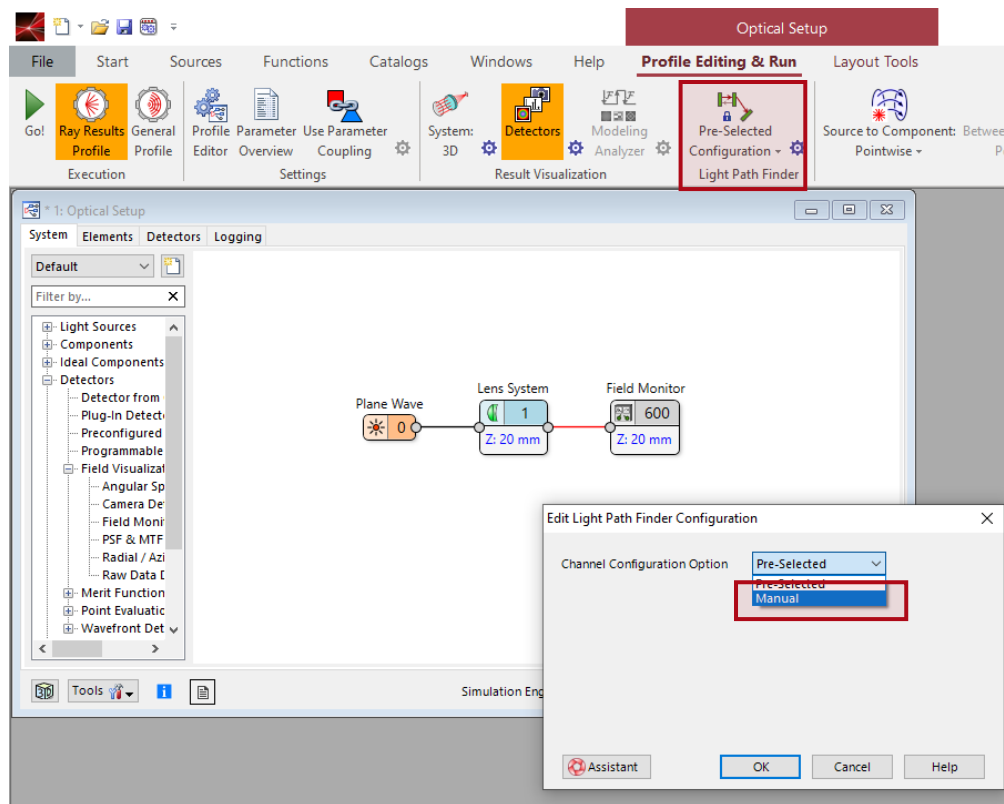 Optical Setup
File Start Sources Functions Catalogs Windows Help Profile Editing & Run Layout Tools
Go! Ray Results Profile General Profile Profile Editor Parameter Overview Use Parameter Coupling System: 3D Detectors Modeling Analyzer Pre-Selected Configuration Source to Component: Pointwise
Execution Settings Result Visualization Light Path Finder
* 1: Optical Setup
System Elements Detectors Logging
Default
Filter by...
Light Sources
Components
Ideal Components
Detectors
Detector from
Plug-In Detect
Preconfigured
Programmable
Field Visualizat
Angular Sp
Camera De
Field Moni
PSF & MTF
Radial / Azi
Raw Data D
Merit Function
Point Evaluatic
Wavefront Det
Plane Wave
0
Lens System
1
Z: 20 mm
Field Monitor
600
Z: 20 mm
Tools
Simulation Eng
Edit Light Path Finder Configuration
Channel Configuration Option Pre-Selected
Pre-Selected
Manual
Assistant OK Cancel Help